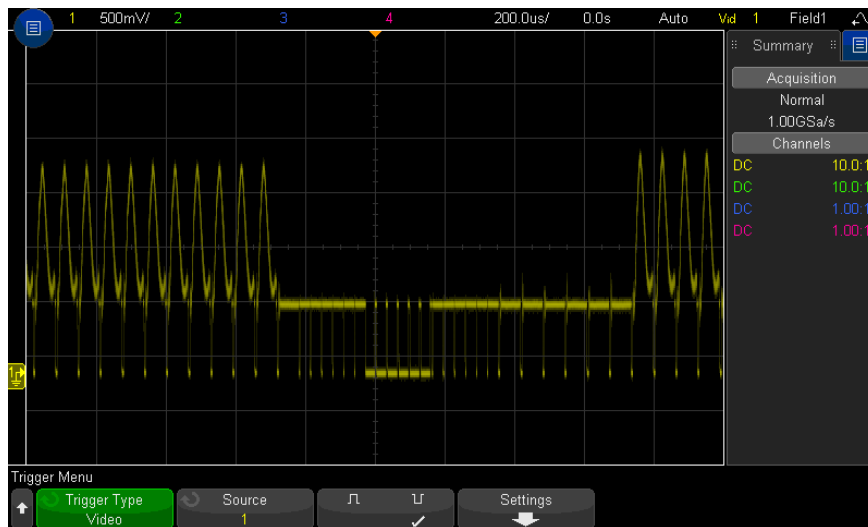 1 500mV/ 2 3 4 200.0us/ 0.0s Auto Vid 1 Field1
Summary
Acquisition
Normal
1.00GSa/s
Channels
DC 10.0:1
DC 10.0:1
DC 1.00:1
DC 1.00:1
1
Trigger Menu
Trigger Type Source Settings
Video 1